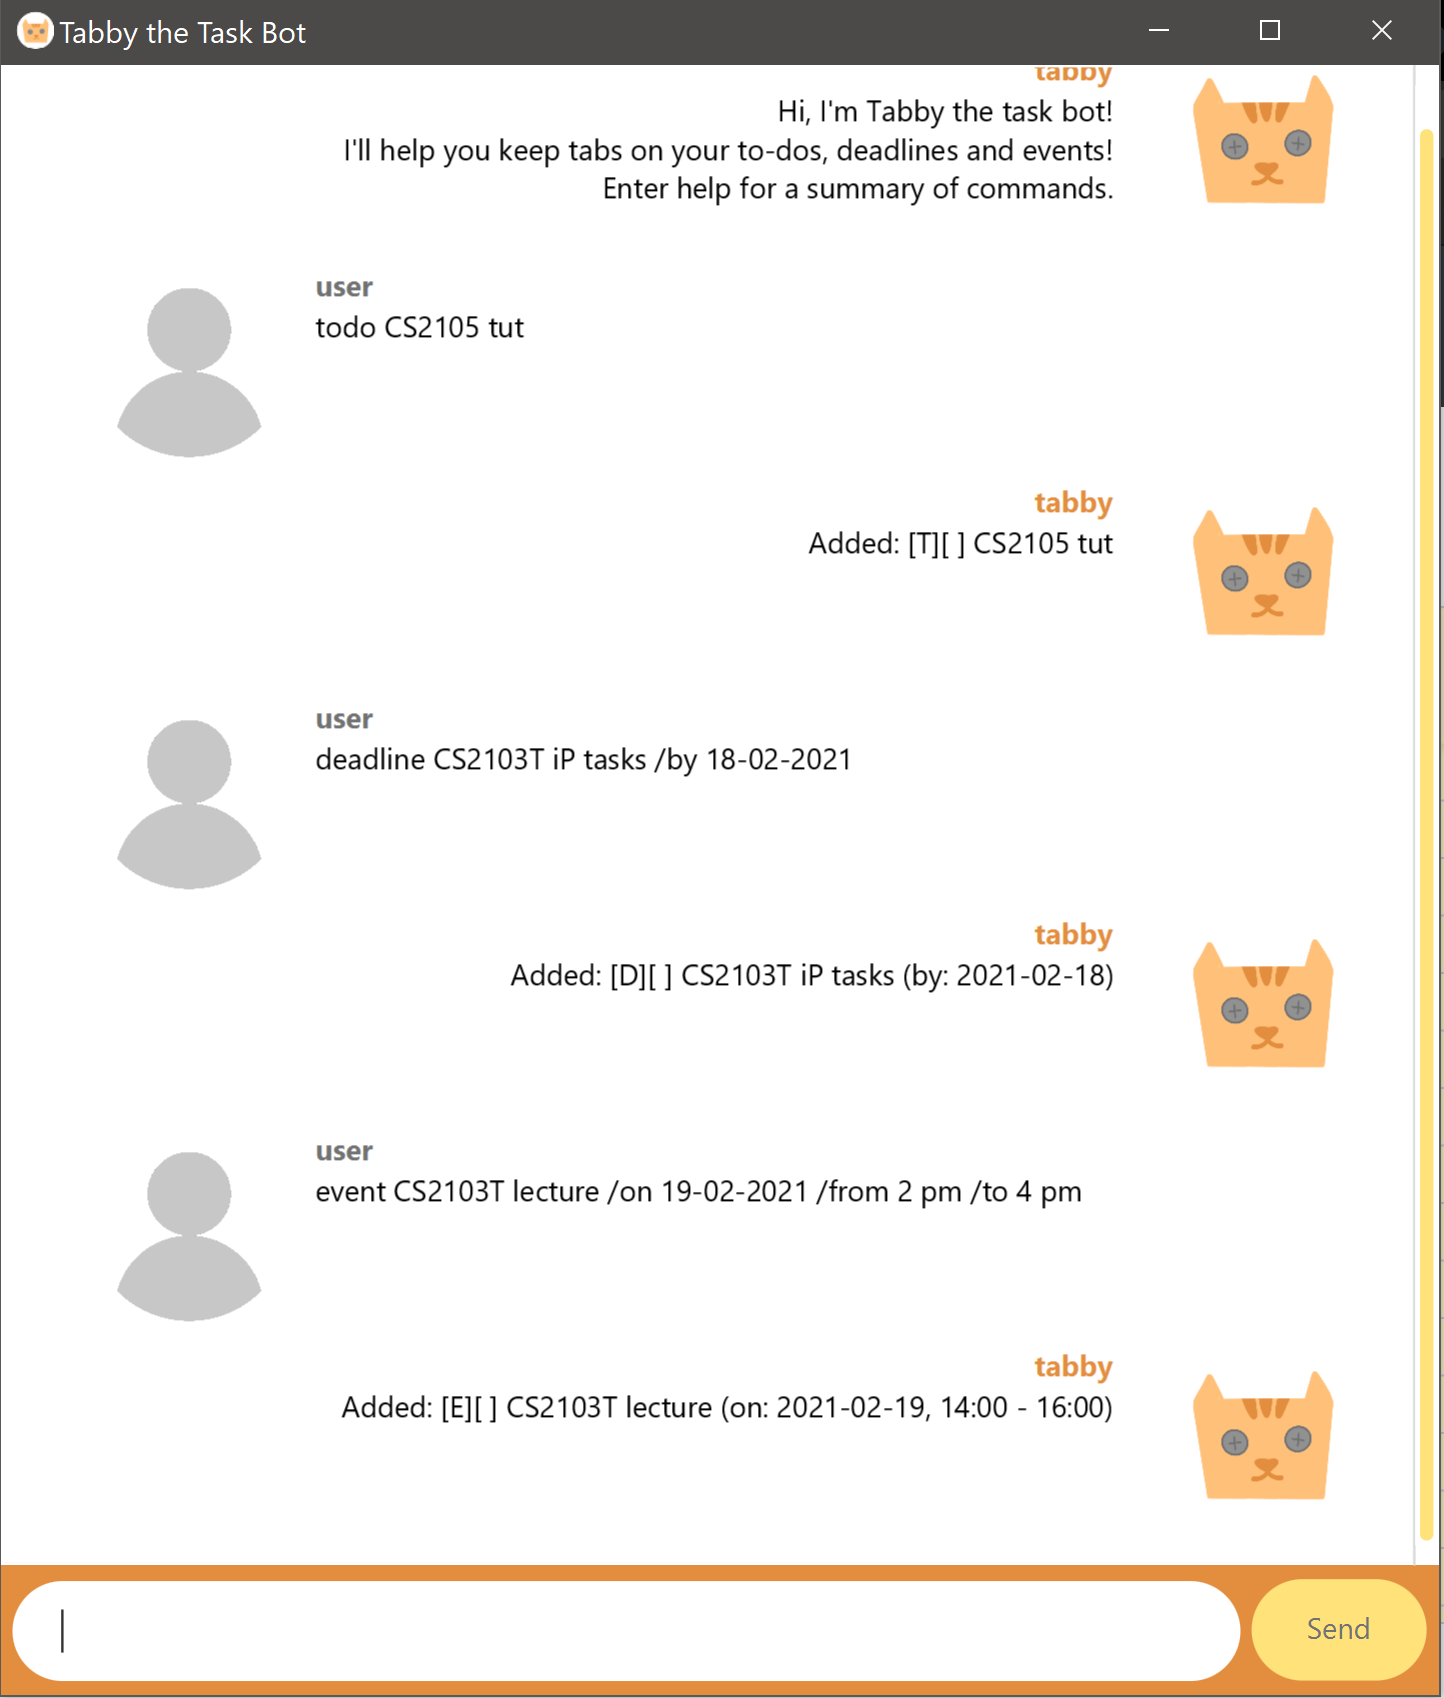 Tabby the Task Bot
tabby
Hi, I'm Tabby the task bot!
I'll help you keep tabs on your to-dos, deadlines and events!
Enter help for a summary of commands.
user
todo CS2105 tut
tabby
Added: [T][ ] CS2105 tut
user
deadline CS2103T iP tasks /by 18-02-2021
tabby
Added: [D][ ] CS2103T iP tasks (by: 2021-02-18)
user
event CS2103T lecture /on 19-02-2021 /from 2 pm /to 4 pm
tabby
Added: [E][ ] CS2103T lecture (on: 2021-02-19, 14:00 - 16:00)
Send